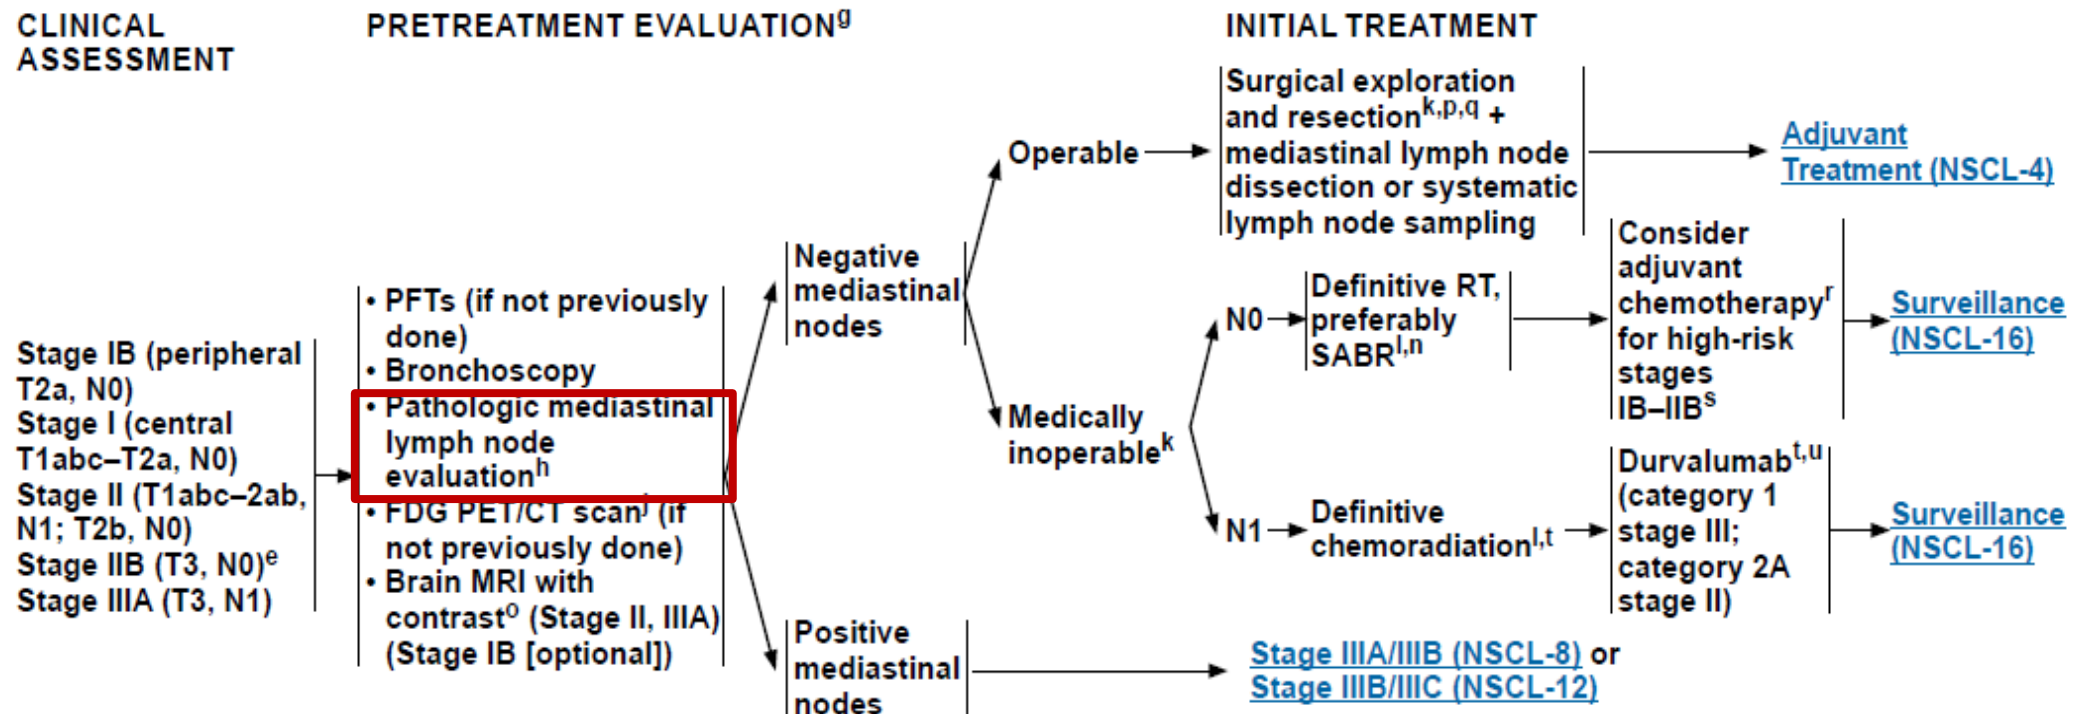 CLINICAL
ASSESSMENT
PRETREATMENT EVALUATIONg
INITIAL TREATMENT
Stage IB (peripheral
T2a, N0)
Stage I (central
T1abc–T2a, N0)
Stage II (T1abc–2ab,
N1; T2b, N0)
Stage IIB (T3, N0)e
Stage IIIA (T3, N1)
• PFTs (if not previously
done)
• Bronchoscopy
• Pathologic mediastinal
lymph node
evaluationh
• FDG PET/CT scanj (if
not previously done)
• Brain MRI with
contrasto (Stage II, IIIA)
(Stage IB [optional])
Negative
mediastinal
nodes
Operable
Surgical exploration
and resectionk,p,q +
mediastinal lymph node
dissection or systematic
lymph node sampling
Adjuvant
Treatment (NSCL-4)
Medically
inoperablek
N0
Definitive RT,
preferably
SABRl,n
Consider
adjuvant
chemotherapyr
for high-risk
stages
IB–IIBs
Surveillance
(NSCL-16)
N1
Definitive
chemoradiationl,t
Durvalumabt,u
(category 1
stage III;
category 2A
stage II)
Surveillance
(NSCL-16)
Positive
mediastinal
nodes
Stage IIIA/IIIB (NSCL-8) or
Stage IIIB/IIIC (NSCL-12)